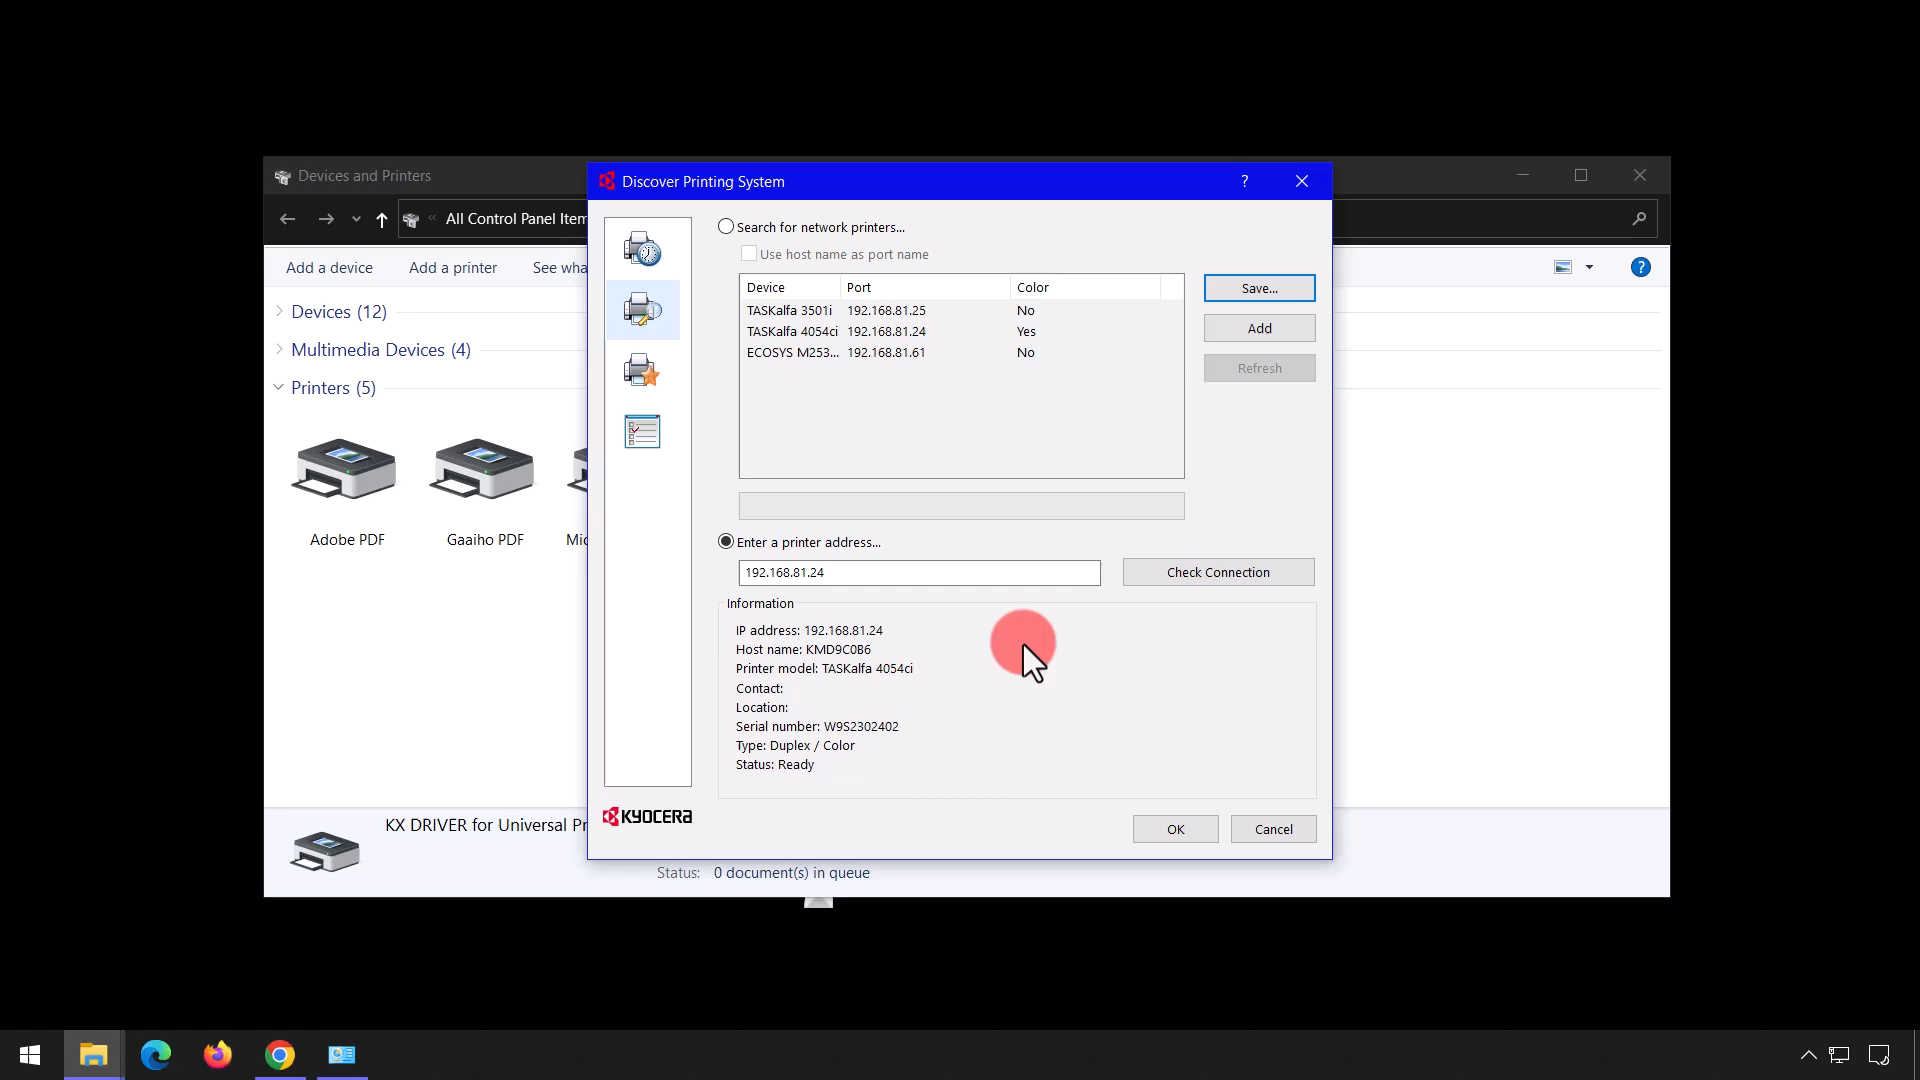 Devices and Printers
Discover Printing System
?
« All Control Panel Item
Add a device Add a printer See wha
?
Devices (12)
Multimedia Devices (4)
Printers (5)
Adobe PDF Gaaiho PDF Mic
Search for network printers...
Use host name as port name
Device Port Color
TASKalfa 3501i 192.168.81.25 No
TASKalfa 4054ci 192.168.81.24 Yes
ECOSYS M253... 192.168.81.61 No
Save...
Add
Refresh
Enter a printer address...
192.168.81.24 Check Connection
Information
IP address: 192.168.81.24
Host name: KMD9C0B6
Printer model: TASKalfa 4054ci
Contact:
Location:
Serial number: W9S2302402
Type: Duplex / Color
Status: Ready
KYOCERA
OK Cancel
KX DRIVER for Universal Pr
Status: 0 document(s) in queue